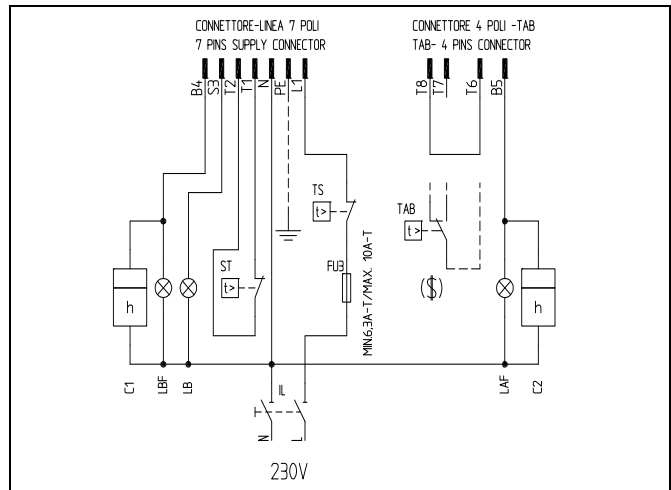 CONNETTORE-LINEA 7 POLI
7 PINS SUPPLY CONNECTOR
CONNETTORE 4 POLI -TAB
TAB- 4 PINS CONNECTOR
B4
S3
T2
T1
N
PE
L1
T8
T7
T6
B5
TS
t>
TAB
t>
ST
t>
FU3
MIN.6,3A-T/MAX. 10A-T
($)
h
h
C1
LBF
LB
IL
LAF
C2
N
L
230V